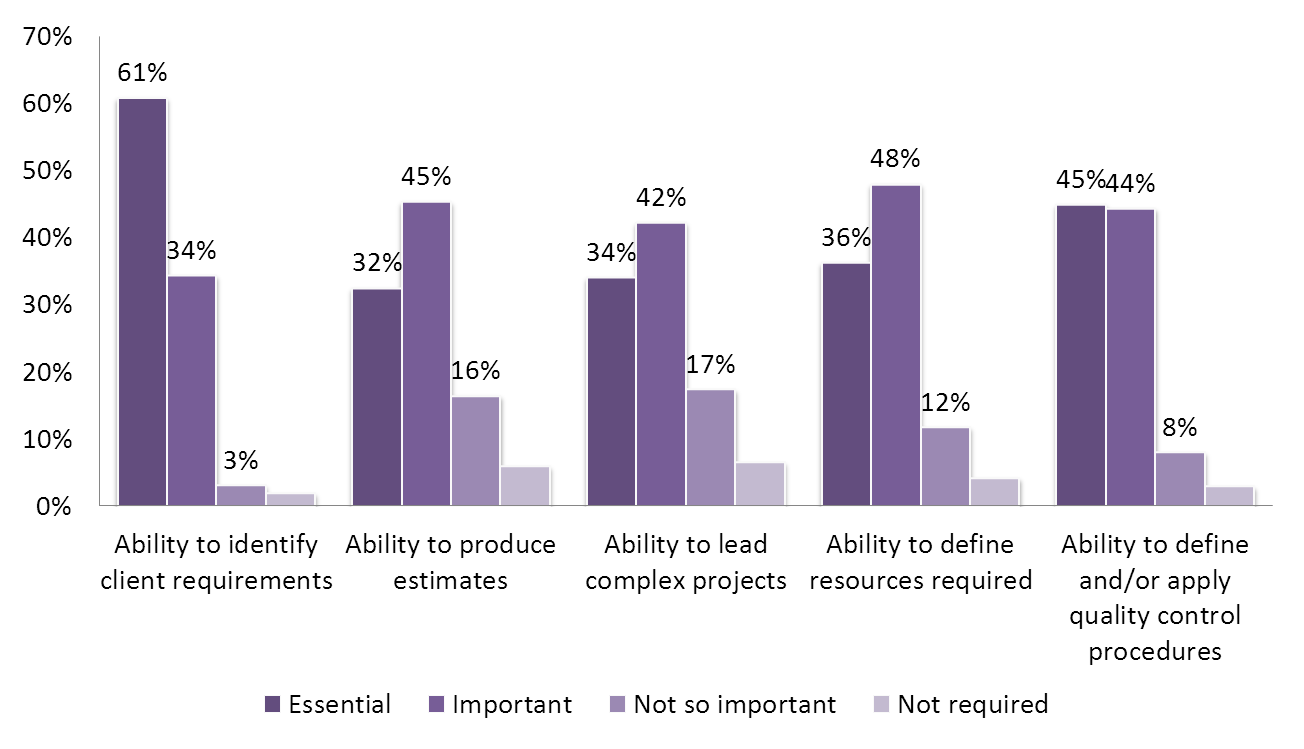 70%
60%
50%
40%
30%
20%
10%
0%
61%
34%
3%
32%
45%
16%
34%
42%
17%
36%
48%
12%
45%
44%
8%
Ability to identify
client requirements
Ability to produce
estimates
Ability to lead
complex projects
Ability to define
resources required
Ability to define
and/or apply
quality control
procedures
Essential
Important
Not so important
Not required